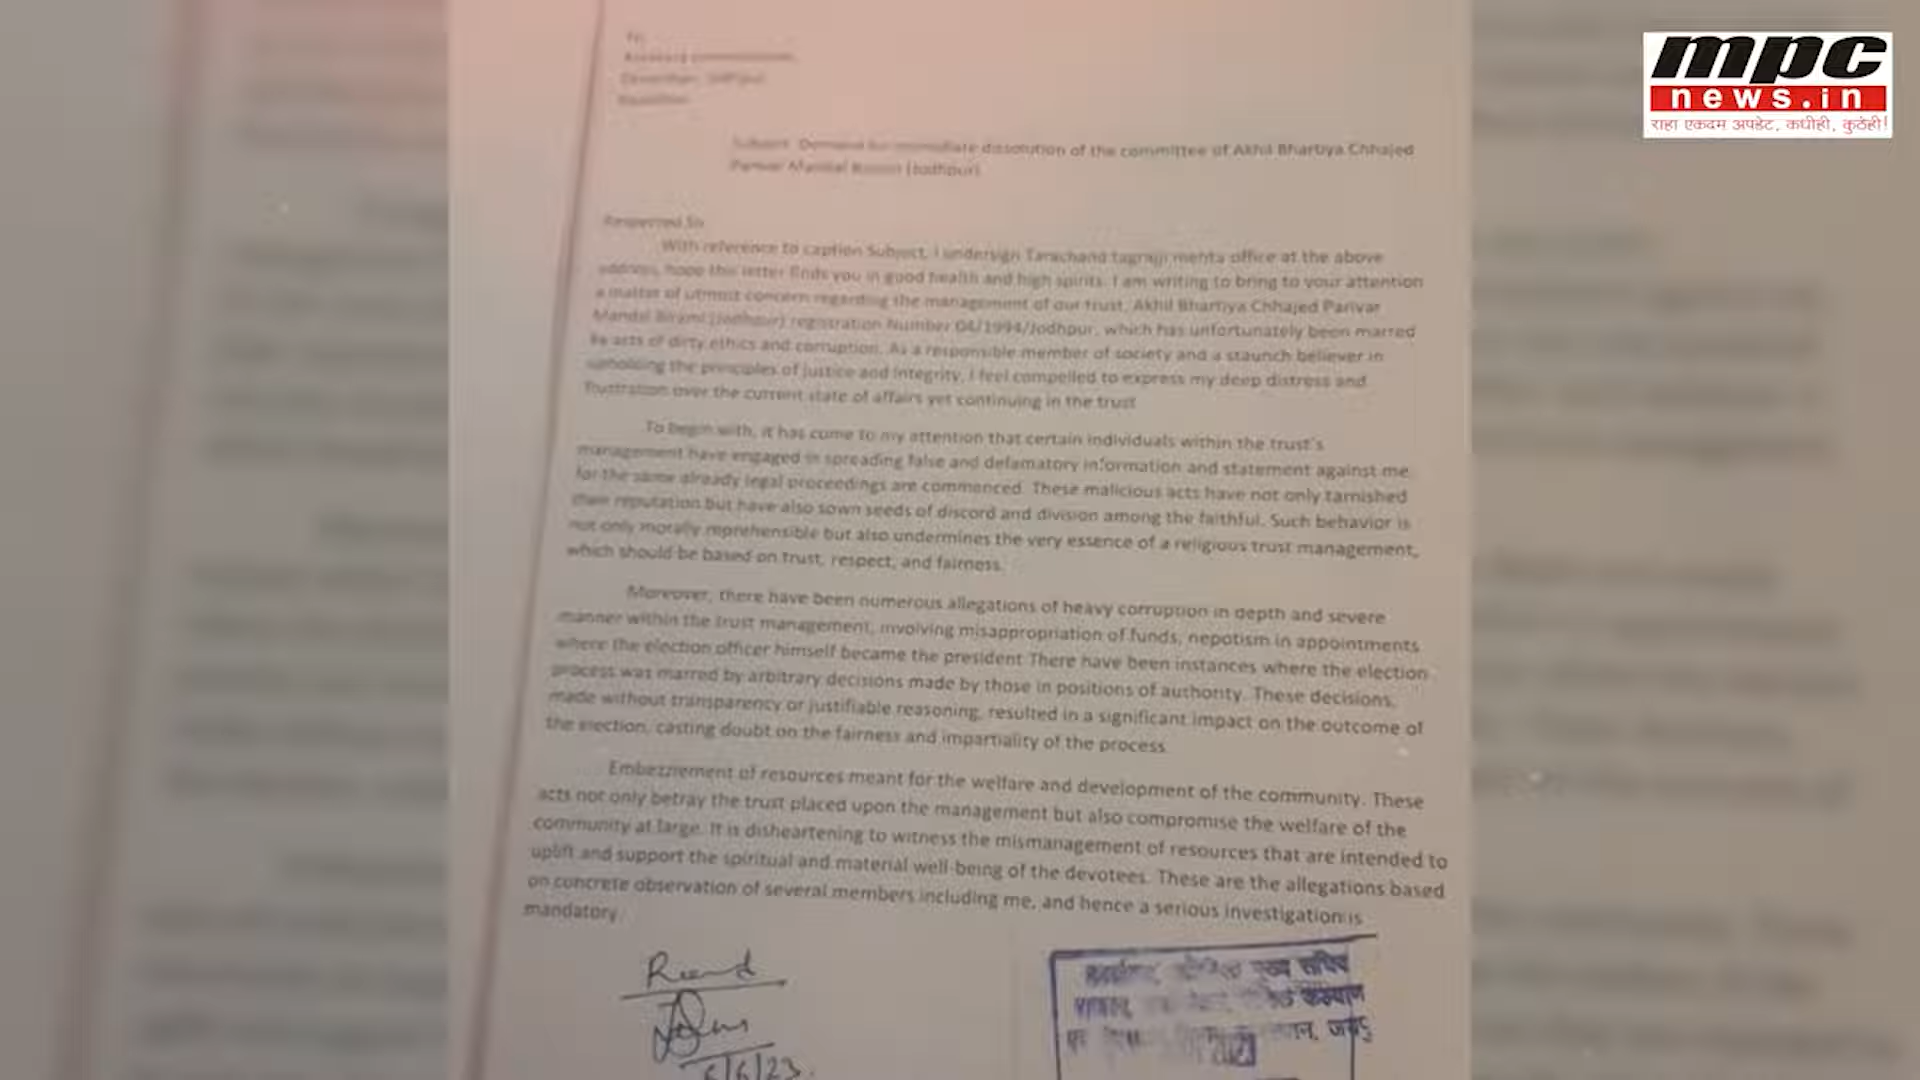 mpc
news.in
राहा एकदम अपडेट, कधीही, कुठेही!
To,
Subject: Demand for immediate dissolution of the committee of Akhil Bhartiya Chhajed
Parivar Mandal (Jodhpur)
Respected Sir
With reference to caption Subject, I undersign Tarachand mehta office at the above
address, hope this letter finds you in good health and high spirits. I am writing to bring to your attention
a matter of utmost concern regarding the management of our trust, Akhil Bhartiya Chhajed Parivar
Mandal Birami (Jodhpur) registration Number 04/1994/Jodhpur, which has unfortunately been marred
by acts of dirty ethics and corruption. As a responsible member of society and a staunch believer in
upholding the principles of justice and integrity, I feel compelled to express my deep distress and
frustration over the current state of affairs yet continuing in the trust
To begin with, it has come to my attention that certain individuals within the trust's
management have engaged in spreading false and defamatory information and statement against me,
for the same already legal proceedings are commenced. These malicious acts have not only tarnished
their reputation but have also sown seeds of discord and division among the faithful. Such behavior is
not only morally reprehensible but also undermines the very essence of a religious trust management,
which should be based on trust, respect, and fairness.
Moreover, there have been numerous allegations of heavy corruption in depth and severe
manner within the trust management, involving misappropriation of funds, nepotism in appointments
where the election officer himself became the president There have been instances where the election
process was marred by arbitrary decisions made by those in positions of authority. These decisions,
made without transparency or justifiable reasoning, resulted in a significant impact on the outcome of
the election, casting doubt on the fairness and impartiality of the process.
Embezzlement of resources meant for the welfare and development of the community. These
acts not only betray the trust placed upon the management but also compromise the welfare of the
community at large. It is disheartening to witness the mismanagement of resources that are intended to
uplift and support the spiritual and material well-being of the devotees. These are the allegations based
on concrete observation of several members including me, and hence a serious investigation is
mandatory.
मुख्य सचिव
कल्याण
6/6/23